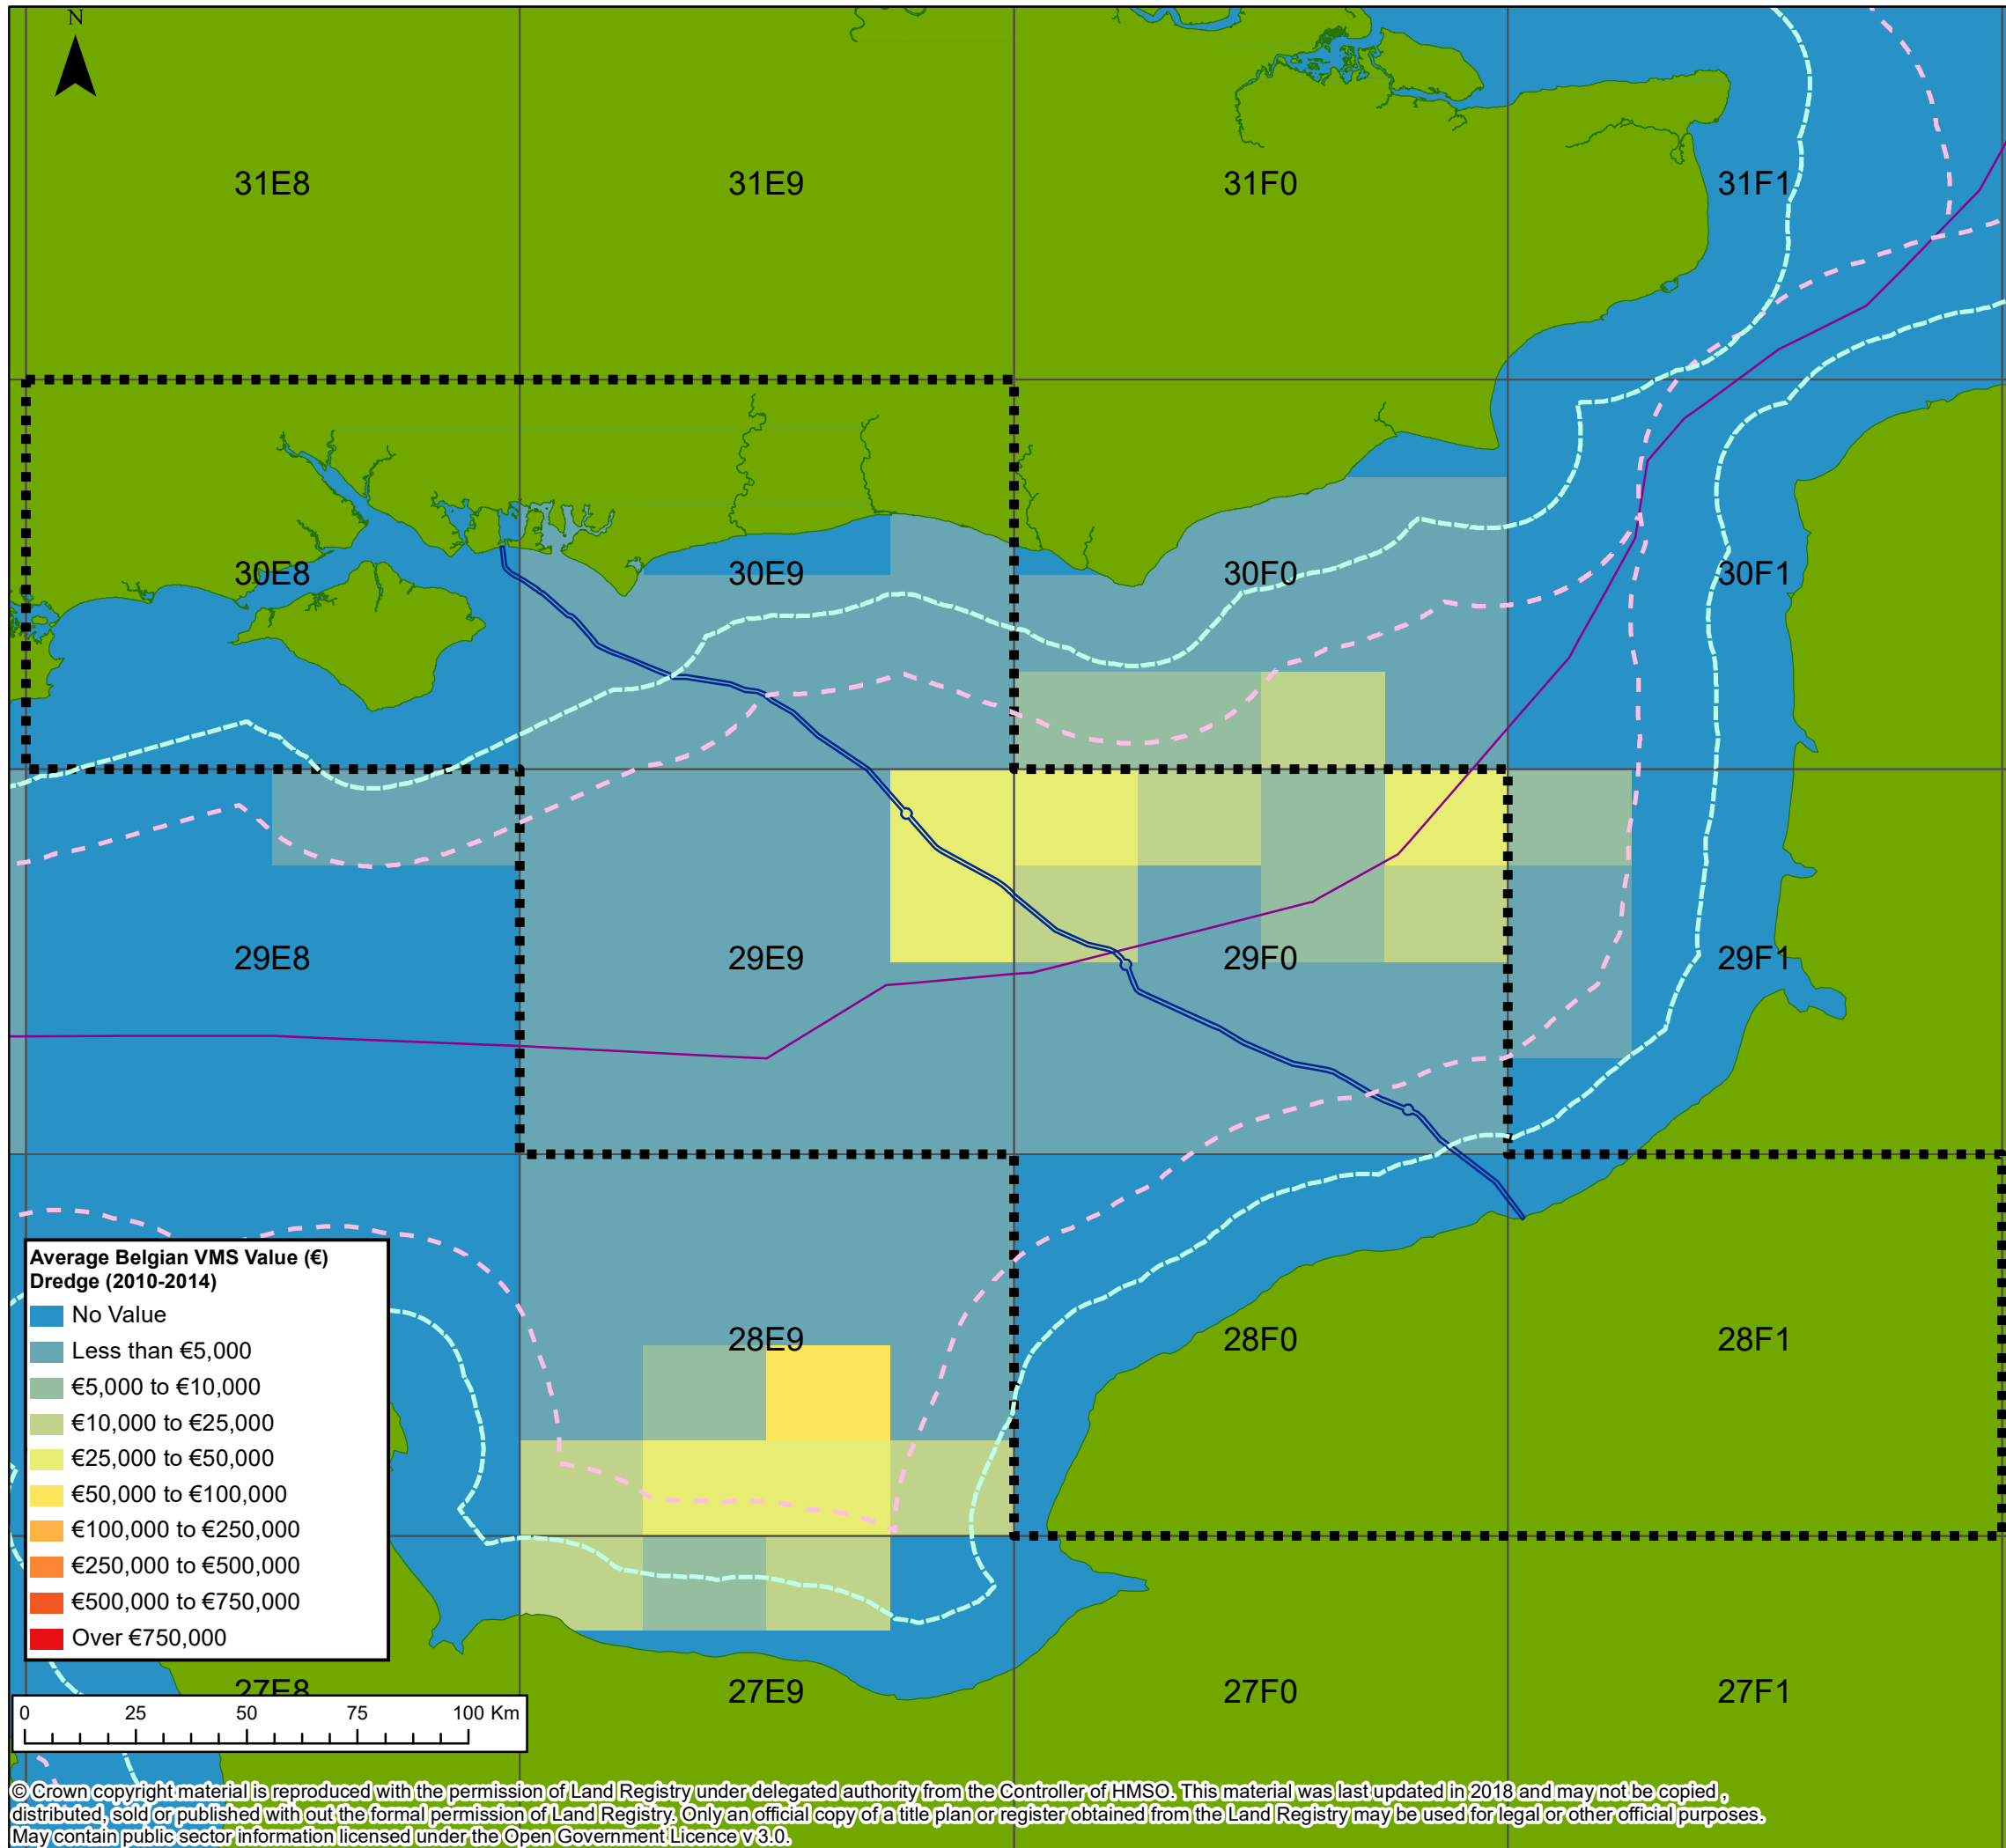 N
31E8
31E9
31F0
31F1
30E8
30E9
30F0
30F1
29E8
29E9
29F0
29F1
28E9
28F0
28F1
Average Belgian VMS Value (€)
Dredge (2010-2014)
No Value
Less than €5,000
€5,000 to €10,000
€10,000 to €25,000
€25,000 to €50,000
€50,000 to €100,000
€100,000 to €250,000
€250,000 to €500,000
€500,000 to €750,000
Over €750,000
27E8
27E9
27F0
27F1
0 25 50 75 100 Km
© Crown copyright material is reproduced with the permission of Land Registry under delegated authority from the Controller of HMSO. This material was last updated in 2018 and may not be copied ,
distributed, sold or published with out the formal permission of Land Registry. Only an official copy of a title plan or register obtained from the Land Registry may be used for legal or other official purposes.
May contain public sector information licensed under the Open Government Licence v 3.0.